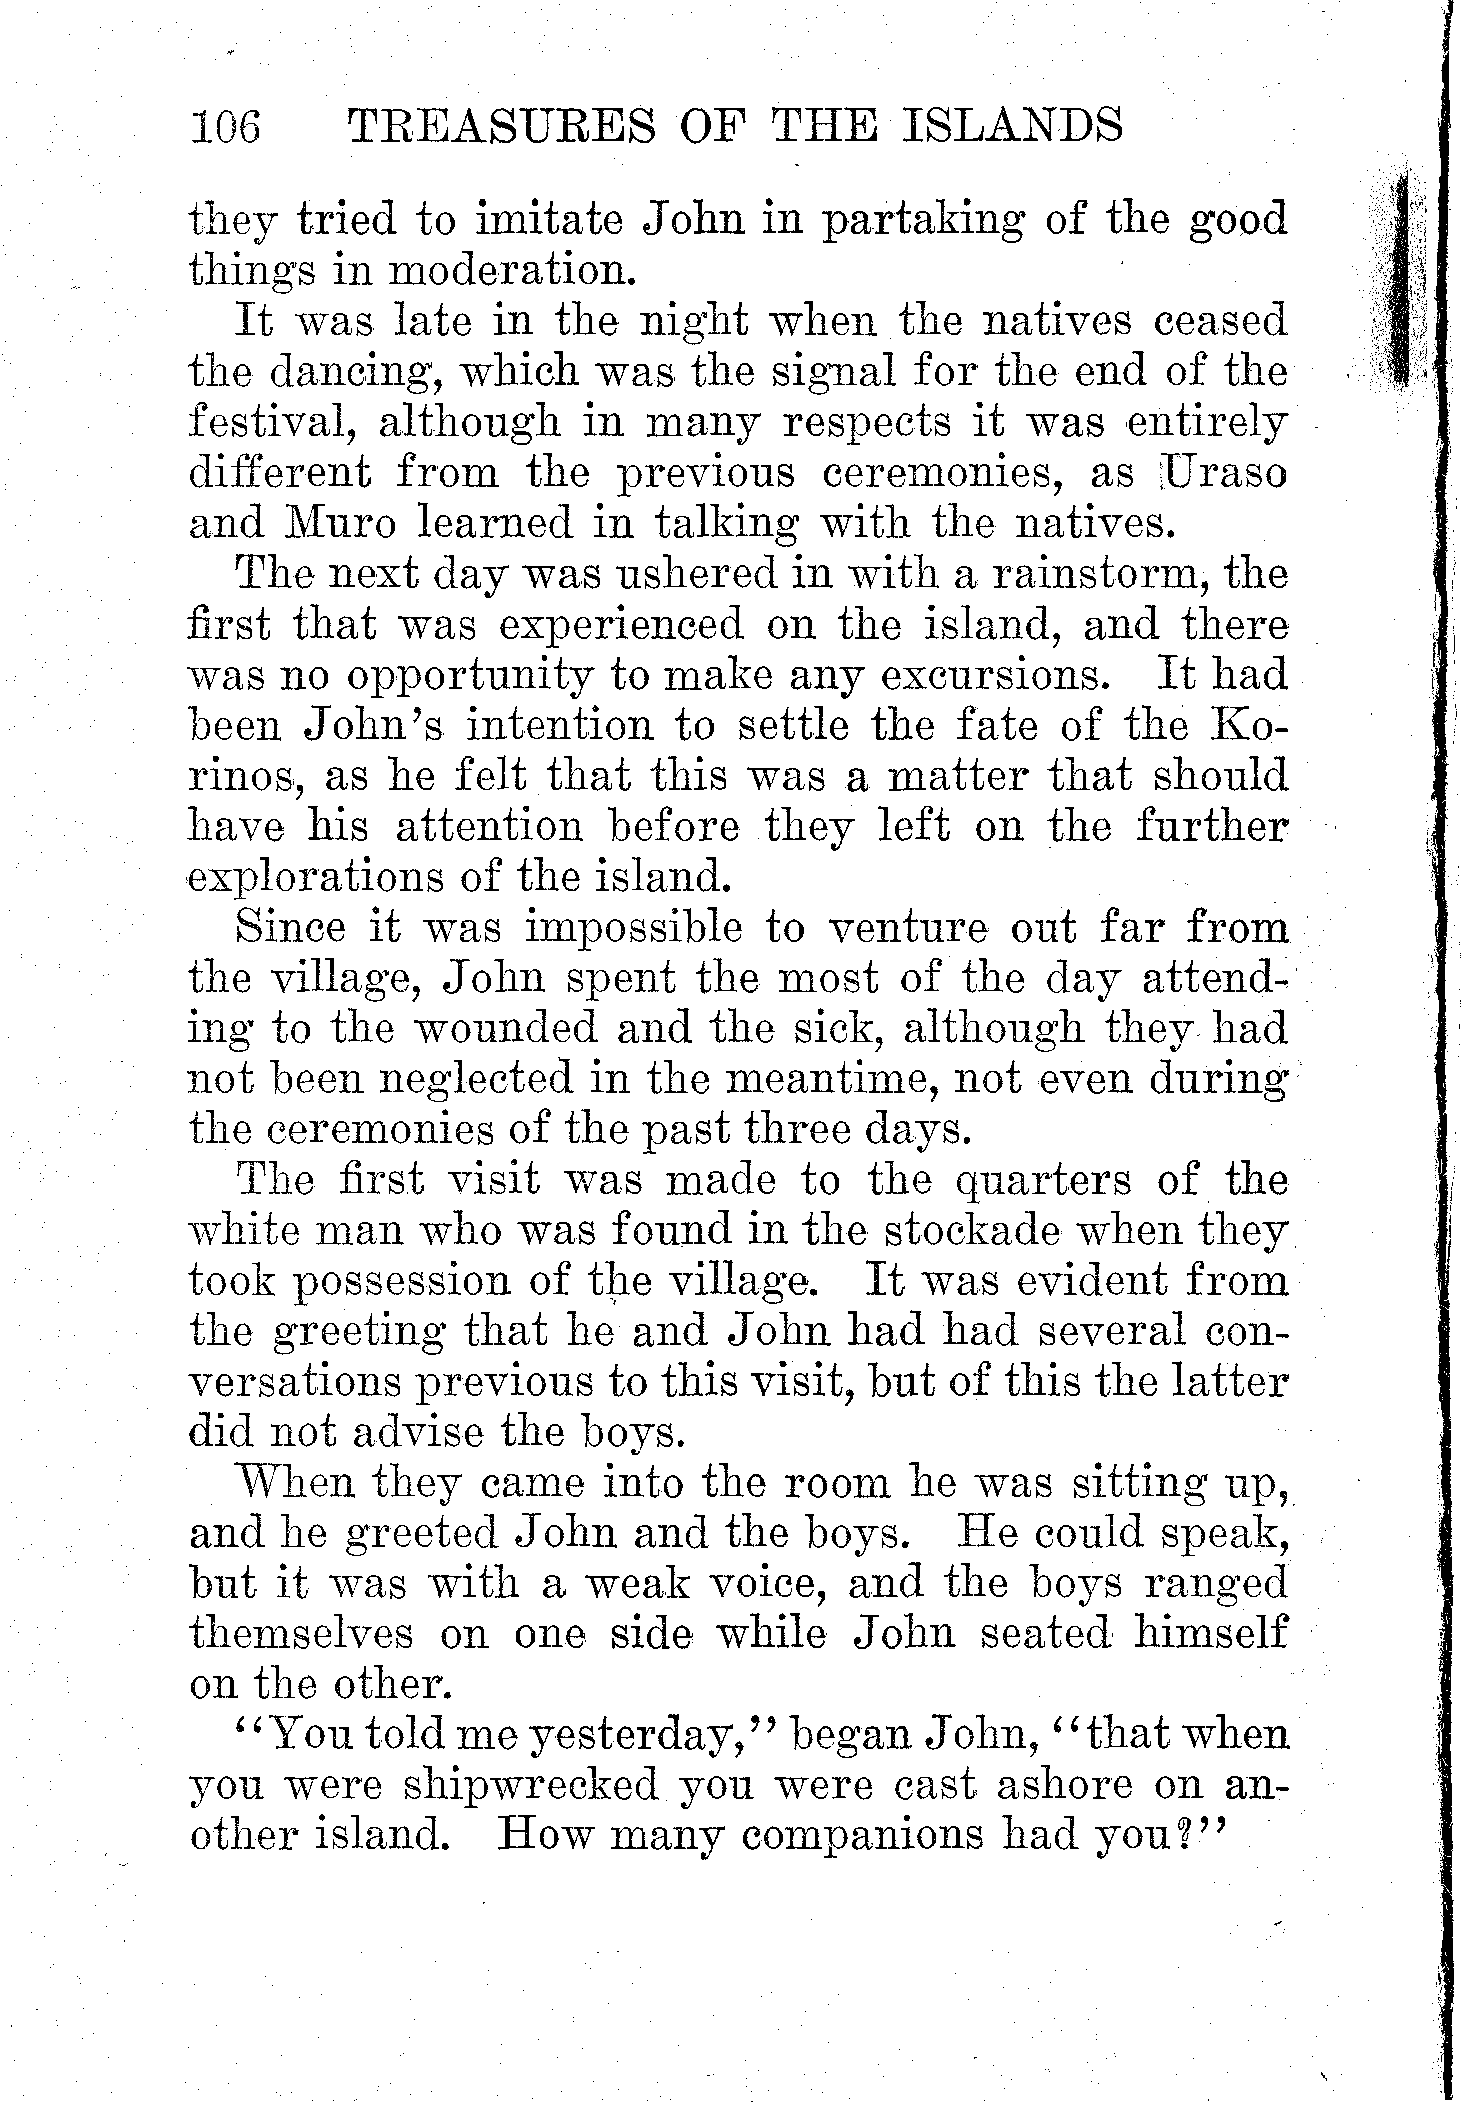 106 TREASURES OF THE ISLANDS
they tried to imitate John in partaking of the good
things in moderation.
It was late in the night when the natives ceased
the dancing, which was the signal for the end of the
festival, although in many respects it was entirely
different from the previous ceremonies, as Uraso
and Muro learned in talking with the natives.
The next day was ushered in with a rainstorm, the
first that was experienced on the island, and there
was no opportunity to make any excursions. It had
been John's intention to settle the fate of the Ko-
rinos, as he felt that this was a matter that should
have his attention before they left on the further
explorations of the island.
Since it was impossible to venture out far from
the village, John spent the most of the day attend-
ing to the wounded and the sick, although they had
not been neglected in the meantime, not even during
the ceremonies of the past three days.
The first visit was made to the quarters of the
white man who was found in the stockade when they
took possession of the village. It was evident from
the greeting that he and John had had several con-
versations previous to this visit, but of this the latter
did not advise the boys.
When they came into the room he was sitting up,
and he greeted John and the boys. He could speak,
but it was with a weak voice, and the boys ranged
themselves on one side while John seated himself
on the other.
"You told me yesterday," began John, "that when
you were shipwrecked you were cast ashore on an-
other island. How many companions had you?"